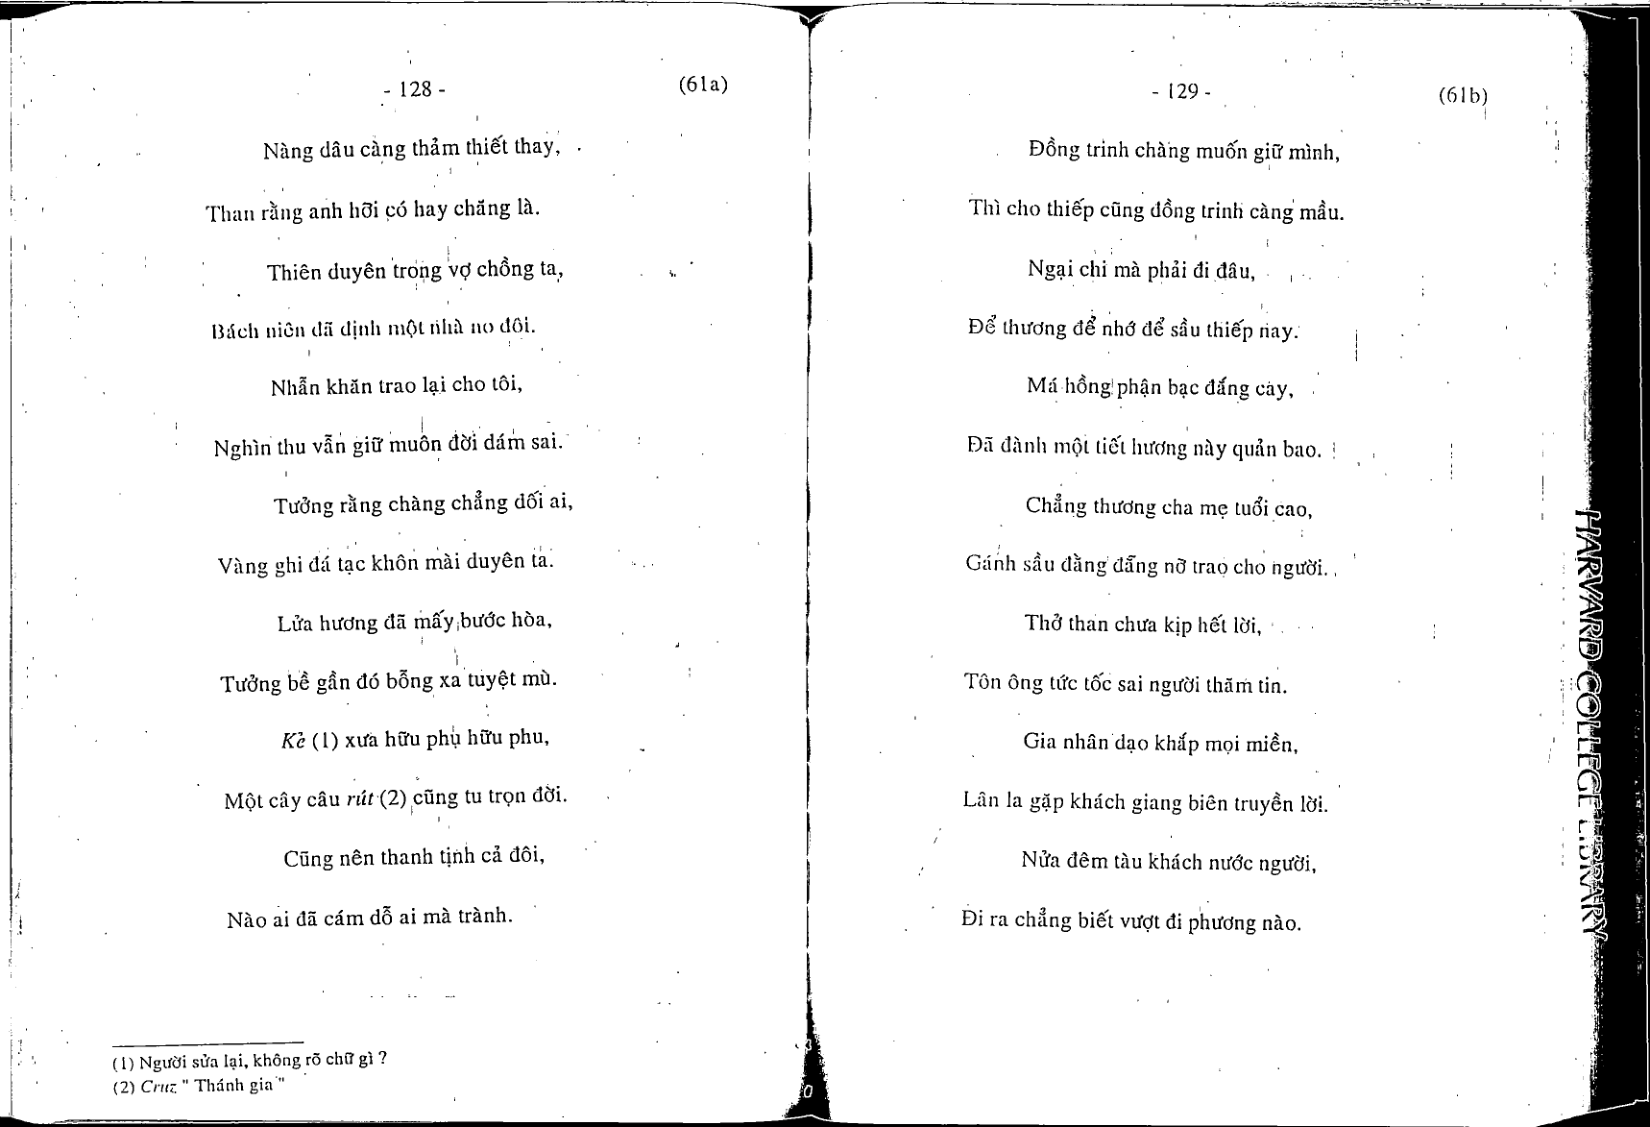 - 128 -
(61a)
Nàng dâu càng thảm thiết thay,
Than rằng anh hỡi có hay chăng là.
Thiên duyên trong vợ chồng ta,
Bách niên đã định một nhà no đôi.
Nhẫn khăn trao lại cho tôi,
Nghìn thu vẫn giữ muôn đời dám sai.
Tưởng rằng chàng chẳng dối ai,
Vàng ghi đá tạc khôn mài duyên ta.
Lửa hương đã mấy bước hòa,
Tưởng bề gần đó bỗng xa tuyệt mù.
Kẻ (1) xưa hữu phụ hữu phu,
Một cây câu rút (2) cũng tu trọn đời.
Cũng nên thanh tịnh cả đôi,
Nào ai đã cám dỗ ai mà trành.
(1) Người sửa lại, không rõ chữ gì ?
(2) Cruz " Thánh gia "
- 129 -
(61b)
Đồng trinh chàng muốn giữ mình,
Thì cho thiếp cũng đồng trinh càng mầu.
Ngại chi mà phải đi đâu,
Để thương để nhớ để sầu thiếp nay.
Má hồng phận bạc đắng cay,
Đã đành một tiết hương này quản bao.
Chẳng thương cha mẹ tuổi cao,
Gánh sầu đằng đẵng nỡ trao cho người.
Thở than chưa kịp hết lời,
Tôn ông tức tốc sai người thăm tin.
Gia nhân dạo khắp mọi miền,
Lân la gặp khách giang biên truyền lời.
Nửa đêm tàu khách nước người,
Đi ra chẳng biết vượt đi phương nào.
HARVARD COLLEGE LIBRARY